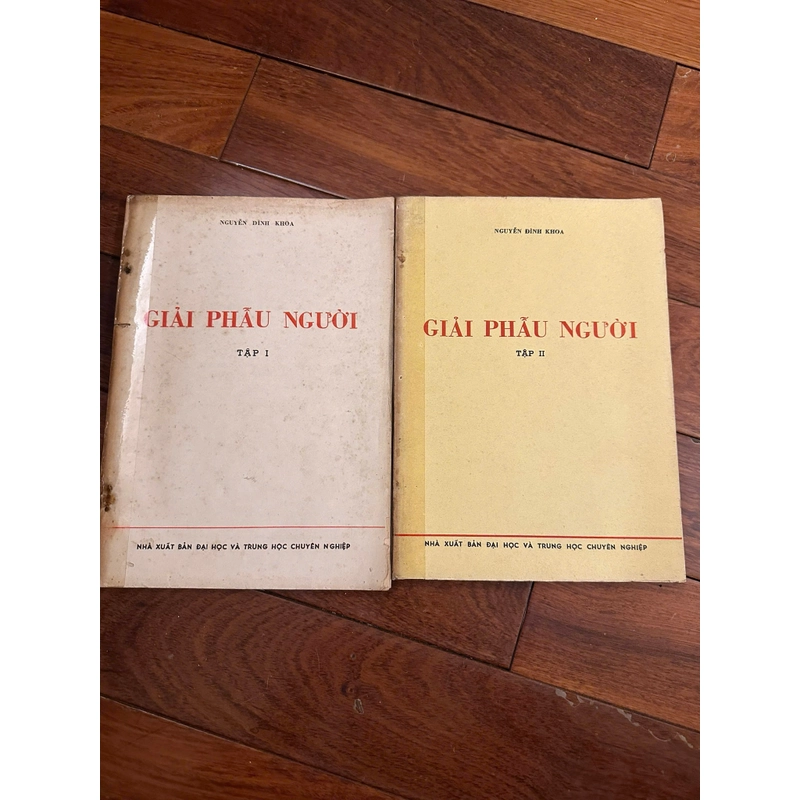 NGUYỄN ĐÌNH KHOA
GIẢI PHẪU NGƯỜI
TẬP I
NHÀ XUẤT BẢN ĐẠI HỌC VÀ TRUNG HỌC CHUYÊN NGHIỆP
NGUYỄN ĐÌNH KHOA
GIẢI PHẪU NGƯỜI
TẬP II
NHÀ XUẤT BẢN ĐẠI HỌC VÀ TRUNG HỌC CHUYÊN NGHIỆP